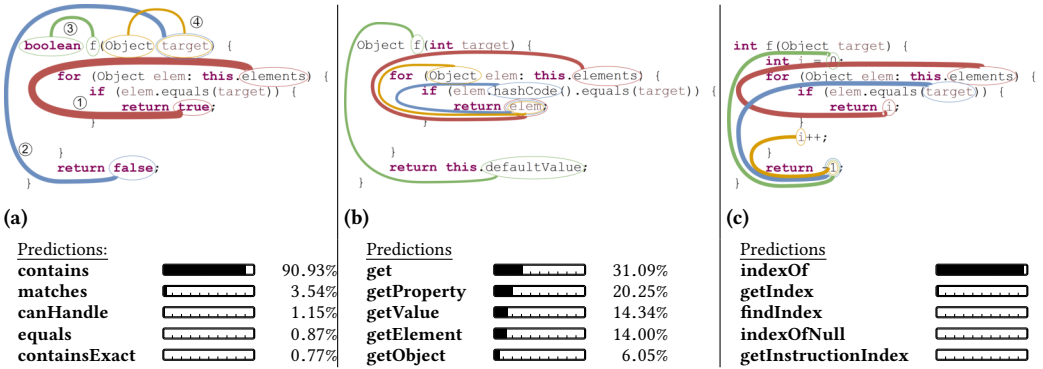 ③
④
boolean f(Object target) {
for (Object elem: this.elements) {
if (elem.equals(target)) {
①
return true;
}
②
}
return false;
}
(a)
Predictions:
contains 90.93%
matches 3.54%
canHandle 1.15%
equals 0.87%
containsExact 0.77%
Object f(int target) {
for (Object elem: this.elements) {
if (elem.hashCode().equals(target)) {
return elem;
}
}
return this.defaultValue;
}
(b)
Predictions
get 31.09%
getProperty 20.25%
getValue 14.34%
getElement 14.00%
getObject 6.05%
int f(Object target) {
int i = 0;
for (Object elem: this.elements) {
if (elem.equals(target)) {
return i;
}
i++;
}
return -1;
}
(c)
Predictions
indexOf
getIndex
findIndex
indexOfNull
getInstructionIndex